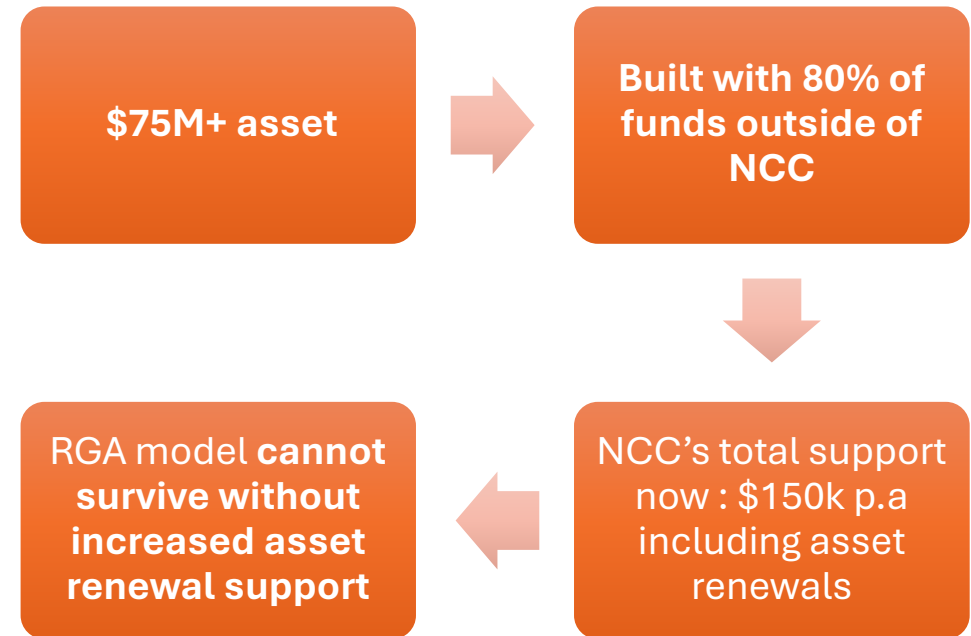 $75M+ asset
Built with 80% of
funds outside of
NCC
NCC’s total support
now : $150k p.a
including asset
renewals
RGA model cannot
survive without
increased asset
renewal support